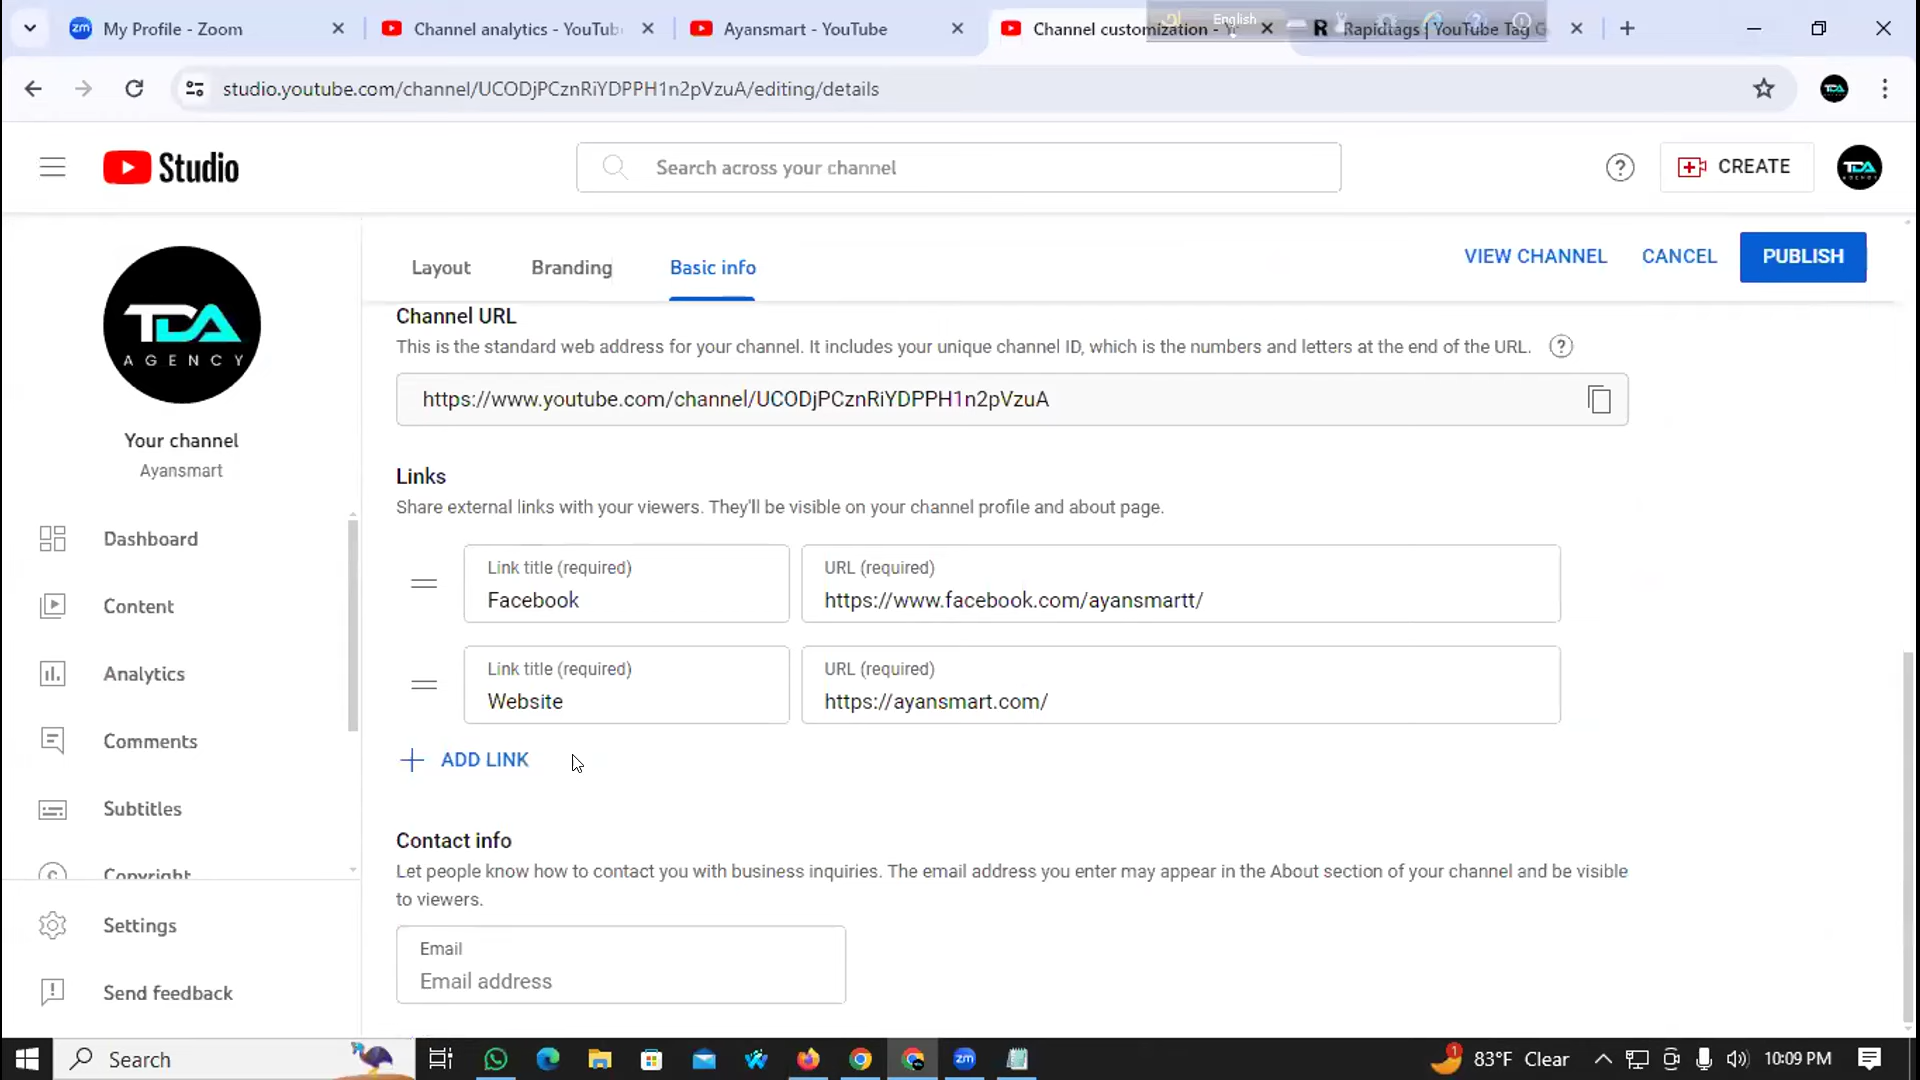 My Profile - Zoom
Channel analytics - YouTub
Ayansmart - YouTube
Channel customization - Y
English
Rapidtags | YouTube Tag G
studio.youtube.com/channel/UCODjPCznRiYDPPH1n2pVzuA/editing/details
TDA
Studio
Search across your channel
CREATE
TDA
TDA
AGENCY
Your channel
Ayansmart
Dashboard
Content
Analytics
Comments
Subtitles
Copyright
Settings
Send feedback
Layout
Branding
Basic info
VIEW CHANNEL
CANCEL
PUBLISH
Channel URL
This is the standard web address for your channel. It includes your unique channel ID, which is the numbers and letters at the end of the URL.
https://www.youtube.com/channel/UCODjPCznRiYDPPH1n2pVzuA
Links
Share external links with your viewers. They'll be visible on your channel profile and about page.
Link title (required)
Facebook
URL (required)
https://www.facebook.com/ayansmartt/
Link title (required)
Website
URL (required)
https://ayansmart.com/
ADD LINK
Contact info
Let people know how to contact you with business inquiries. The email address you enter may appear in the About section of your channel and be visible
to viewers.
Email
Email address
Search
zm
1
83°F Clear
10:09 PM